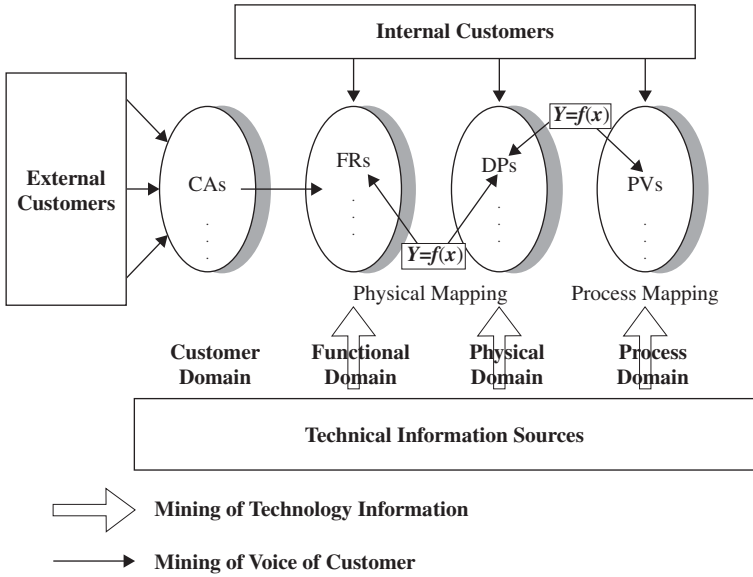 Internal Customers
External
Customers
CAs
FRs
DPs
PVs
Y=f(x)
Y=f(x)
Physical Mapping
Process Mapping
Customer
Domain
Functional
Domain
Physical
Domain
Process
Domain
Technical Information Sources
Mining of Technology Information
Mining of Voice of Customer